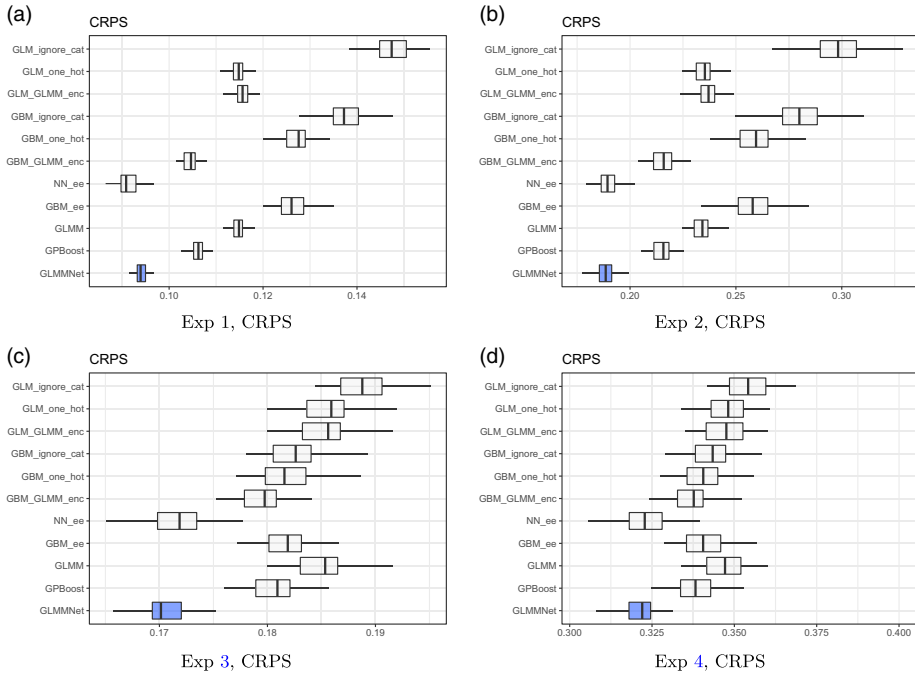 (a)
CRPS
GLM_ignore_cat
GLM_one_hot
GLM_GLMM_enc
GBM_ignore_cat
GBM_one_hot
GBM_GLMM_enc
NN_ee
GBM_ee
GLMM
GPBoost
GLMMNet
0.10 0.12 0.14
Exp 1, CRPS
(b)
CRPS
GLM_ignore_cat
GLM_one_hot
GLM_GLMM_enc
GBM_ignore_cat
GBM_one_hot
GBM_GLMM_enc
NN_ee
GBM_ee
GLMM
GPBoost
GLMMNet
0.20 0.25 0.30
Exp 2, CRPS
(c)
CRPS
GLM_ignore_cat
GLM_one_hot
GLM_GLMM_enc
GBM_ignore_cat
GBM_one_hot
GBM_GLMM_enc
NN_ee
GBM_ee
GLMM
GPBoost
GLMMNet
0.17 0.18 0.19
Exp 3, CRPS
(d)
CRPS
GLM_ignore_cat
GLM_one_hot
GLM_GLMM_enc
GBM_ignore_cat
GBM_one_hot
GBM_GLMM_enc
NN_ee
GBM_ee
GLMM
GPBoost
GLMMNet
0.300 0.325 0.350 0.375 0.400
Exp 4, CRPS